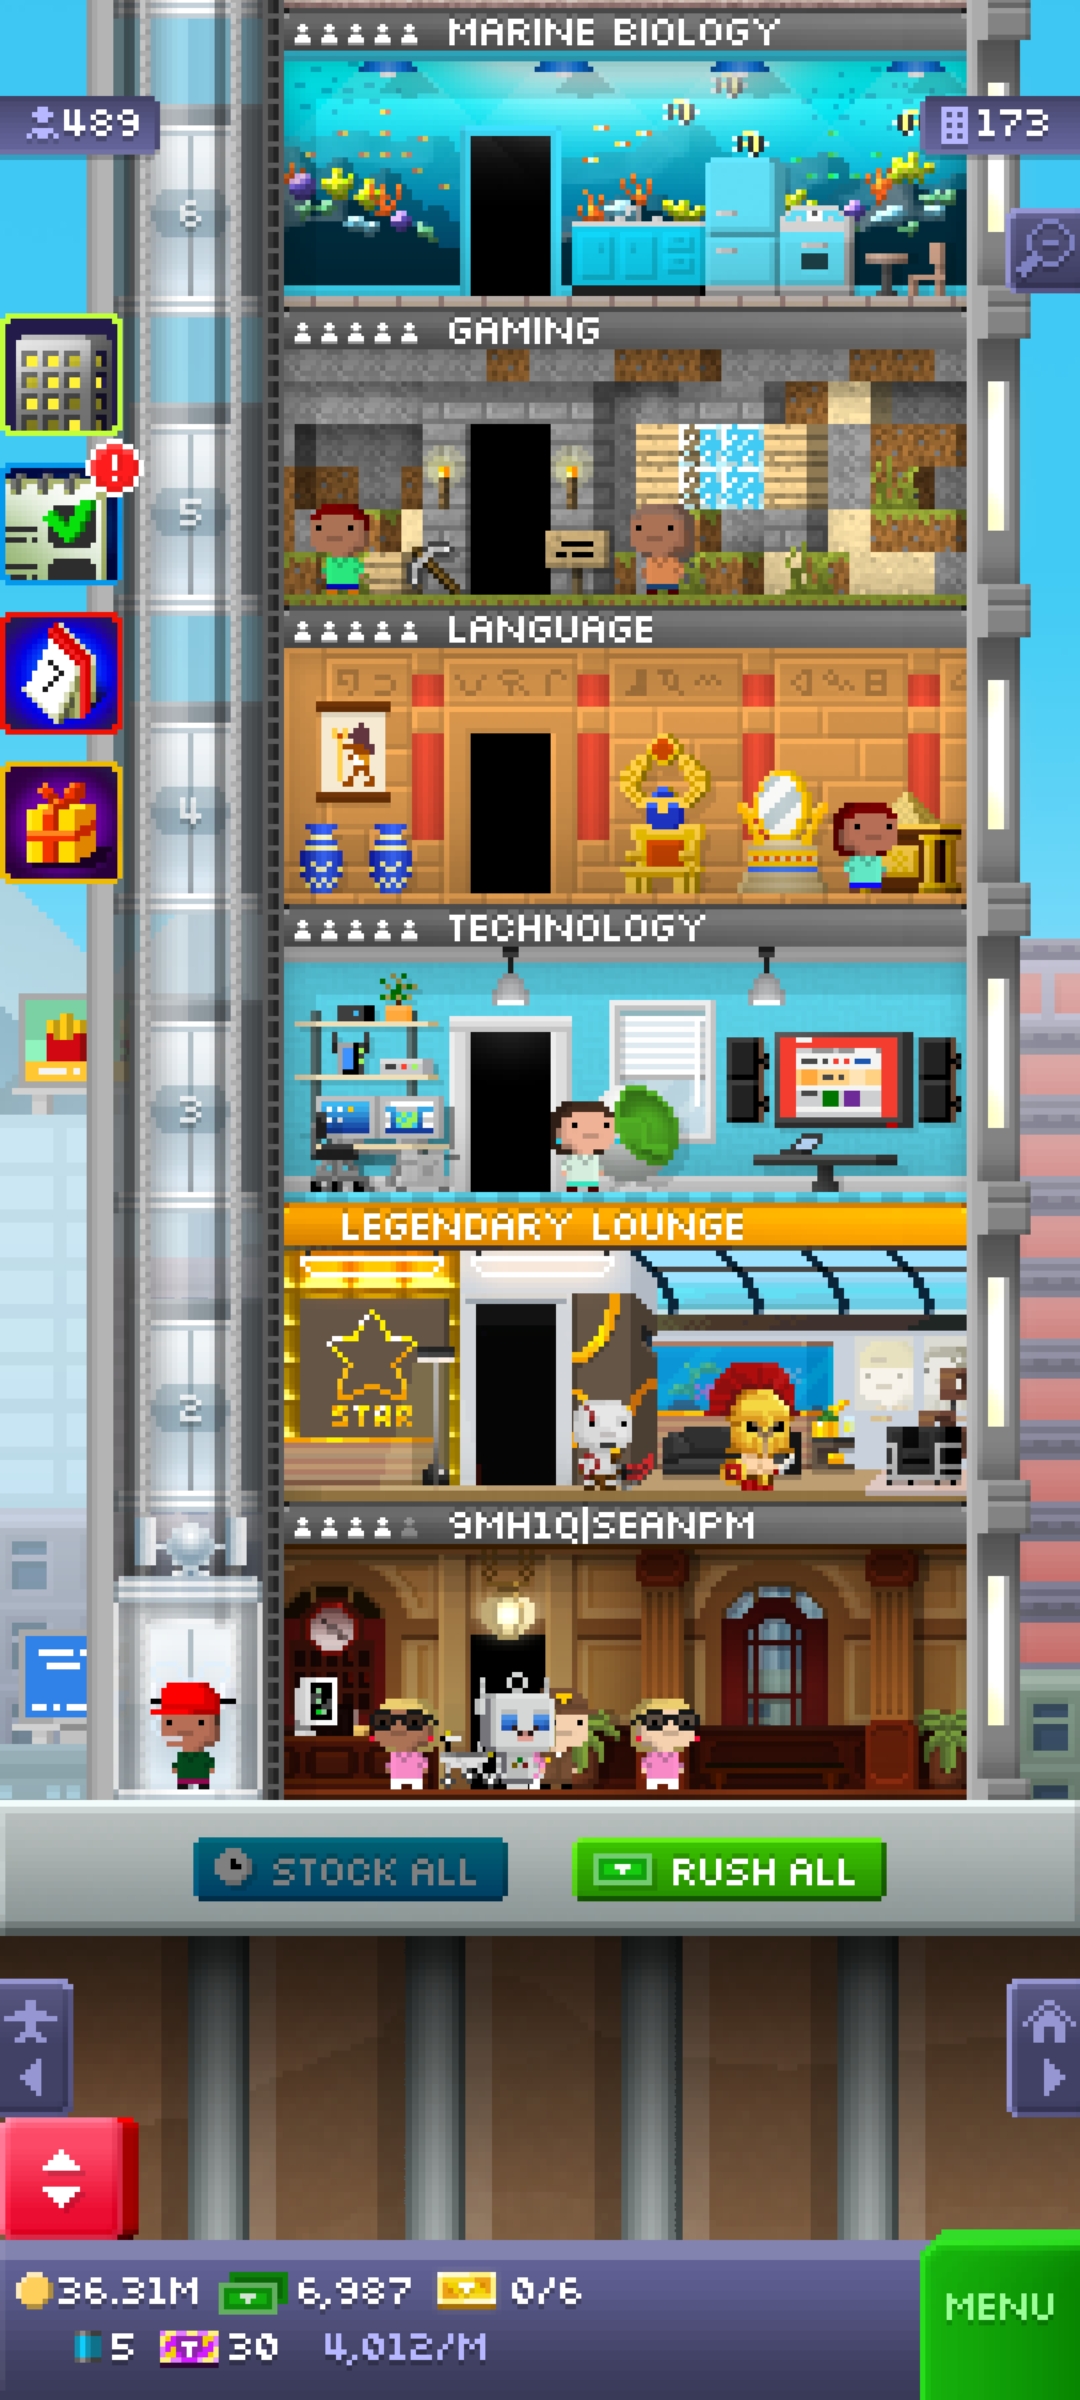 MARINE BIOLOGY
489
173
6
GAMING
5
LANGUAGE
4
TECHNOLOGY
3
LEGENDARY LOUNGE
STAR
2
9MH1Q|SEANPM
STOCK ALL
RUSH ALL
36.31M
6,987
0/6
MENU
5
30
4,012/M